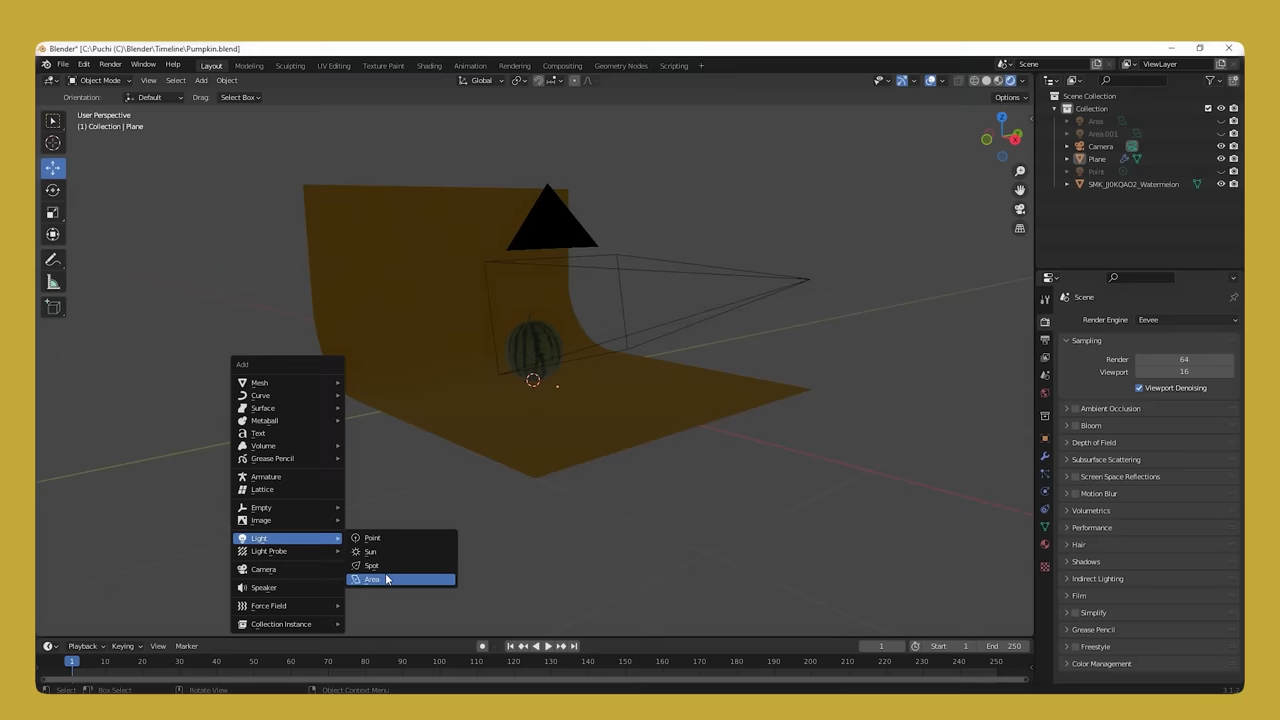 Blender* [C:\Puchi (C)\Blender\Timeline\Pumpkin.blend]
File Edit Render Window Help Layout Modeling Sculpting UV Editing Texture Paint Shading Animation Rendering Compositing Geometry Nodes Scripting + Scene ViewLayer
Object Mode View Select Add Object Global
Orientation: Default Drag: Select Box Options
User Perspective
(1) Collection | Plane
Scene Collection
Collection
Area
Area.001
Camera
Plane
Point
SMK_JJ0KQAO2_Watermelon
Z
Y
X
Scene
Render Engine Eevee
Sampling
Render 64
Viewport 16
Viewport Denoising
Ambient Occlusion
Bloom
Depth of Field
Subsurface Scattering
Screen Space Reflections
Motion Blur
Volumetrics
Performance
Hair
Shadows
Indirect Lighting
Film
Simplify
Grease Pencil
Freestyle
Color Management
Add
Mesh
Curve
Surface
Metaball
Text
Volume
Grease Pencil
Armature
Lattice
Empty
Image
Light
Light Probe
Camera
Speaker
Force Field
Collection Instance
Point
Sun
Spot
Area
Playback Keying View Marker 1 Start 1 End 250
1 10 20 30 40 50 60 70 80 90 100 110 120 130 140 150 160 170 180 190 200 210 220 230 240 250
Select Box Select Rotate View Object Context Menu 3.1.2